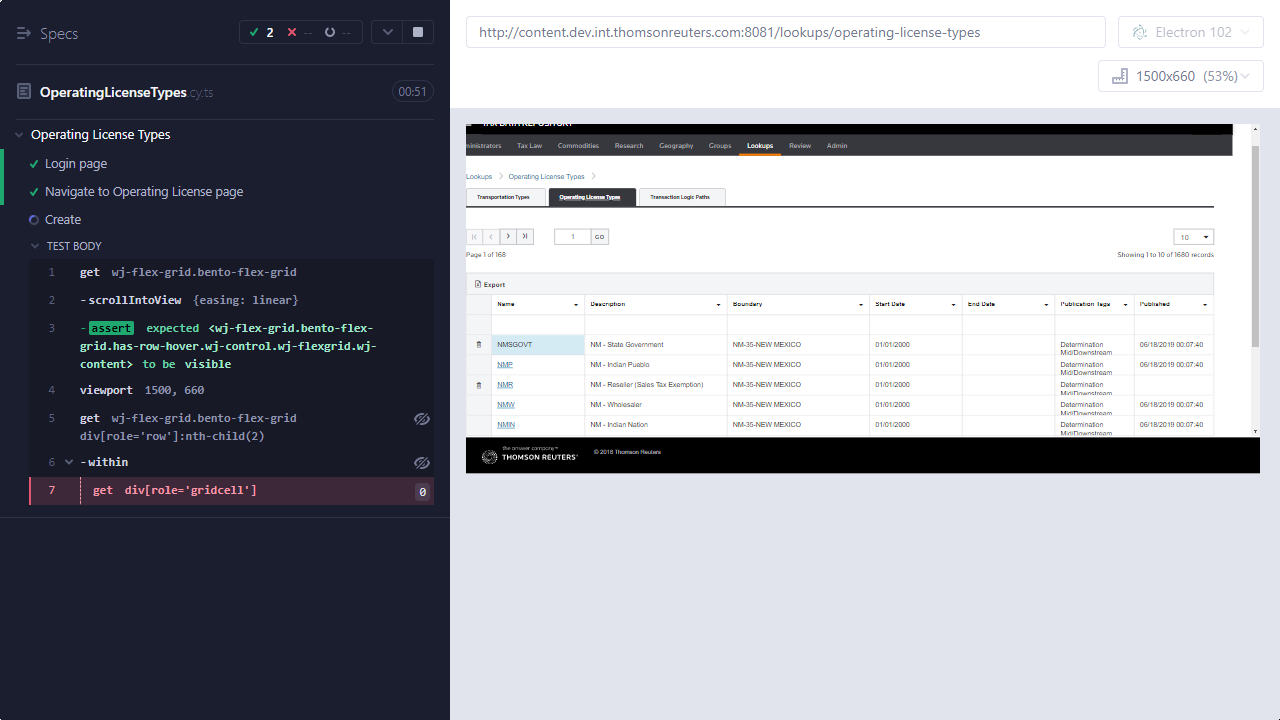 Specs
2
--
--
http://content.dev.int.thomsonreuters.com:8081/lookups/operating-license-types
Electron 102
1500x660 (53%)
OperatingLicenseTypes.cy.ts
00:51
Operating License Types
Login page
Navigate to Operating License page
Create
TEST BODY
1 get wj-flex-grid.bento-flex-grid
2 -scrollIntoView {easing: linear}
3 -assert expected <wj-flex-grid.bento-flex-
grid.has-row-hover.wj-control.wj-flexgrid.wj-
content> to be visible
4 viewport 1500, 660
5 get wj-flex-grid.bento-flex-grid
div[role='row']:nth-child(2)
6 -within
7 get div[role='gridcell'] 0
TAX DATA REPOSITORY
ministrators Tax Law Commodities Research Geography Groups Lookups Review Admin
Lookups > Operating License Types >
Transportation Types Operating License Types Transaction Logic Paths
1 GO 10
Page 1 of 168 Showing 1 to 10 of 1680 records
Export
Name Description Boundary Start Date End Date Publication Tags Published
NMSGOVT NM - State Government NM-35-NEW MEXICO 01/01/2000 Determination 06/18/2019 00:07:40
Mid/Downstream
NMP NM - Indian Pueblo NM-35-NEW MEXICO 01/01/2000 Determination 06/18/2019 00:07:40
Mid/Downstream
NMR NM - Reseller (Sales Tax Exemption) NM-35-NEW MEXICO 01/01/2000 Determination
Mid/Downstream
NMW NM - Wholesaler NM-35-NEW MEXICO 01/01/2000 Determination 06/18/2019 00:07:40
Mid/Downstream
NMIN NM - Indian Nation NM-35-NEW MEXICO 01/01/2000 Determination 06/18/2019 00:07:40
Mid/Downstream
the answer company™
THOMSON REUTERS®
© 2018 Thomson Reuters